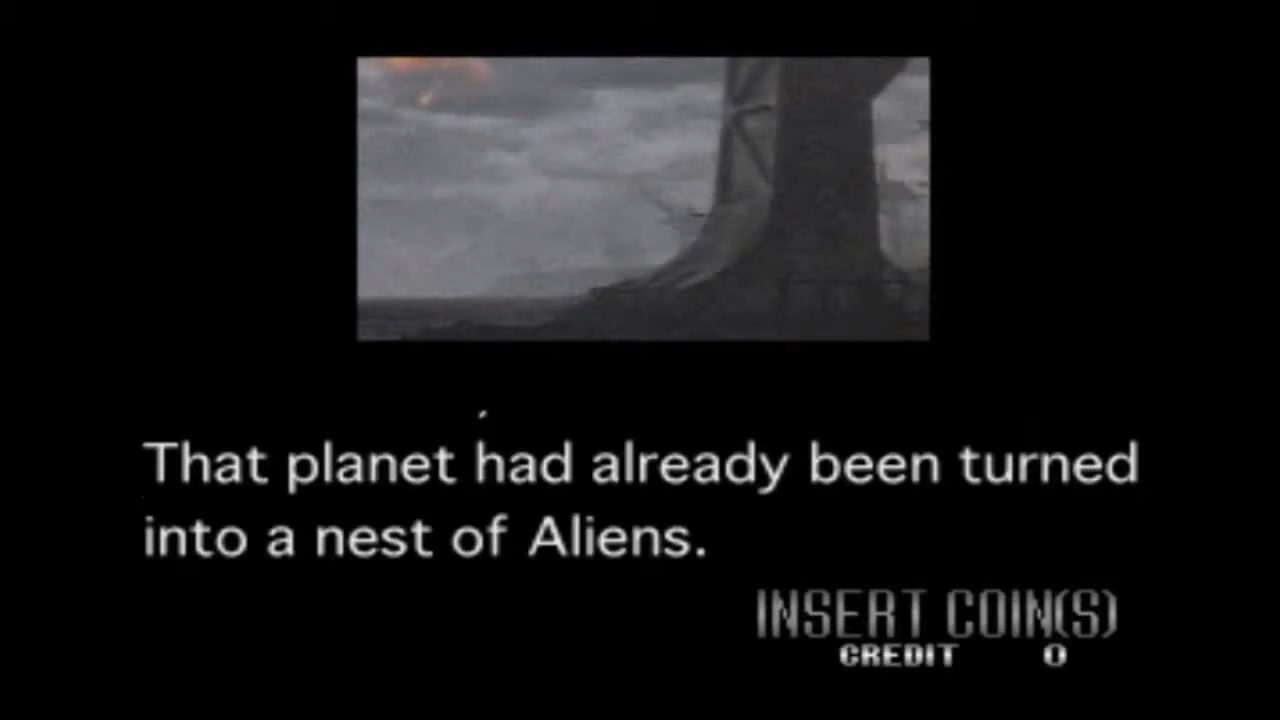 That planet had already been turned
into a nest of Aliens.
INSERT COIN(S)
CREDIT 0